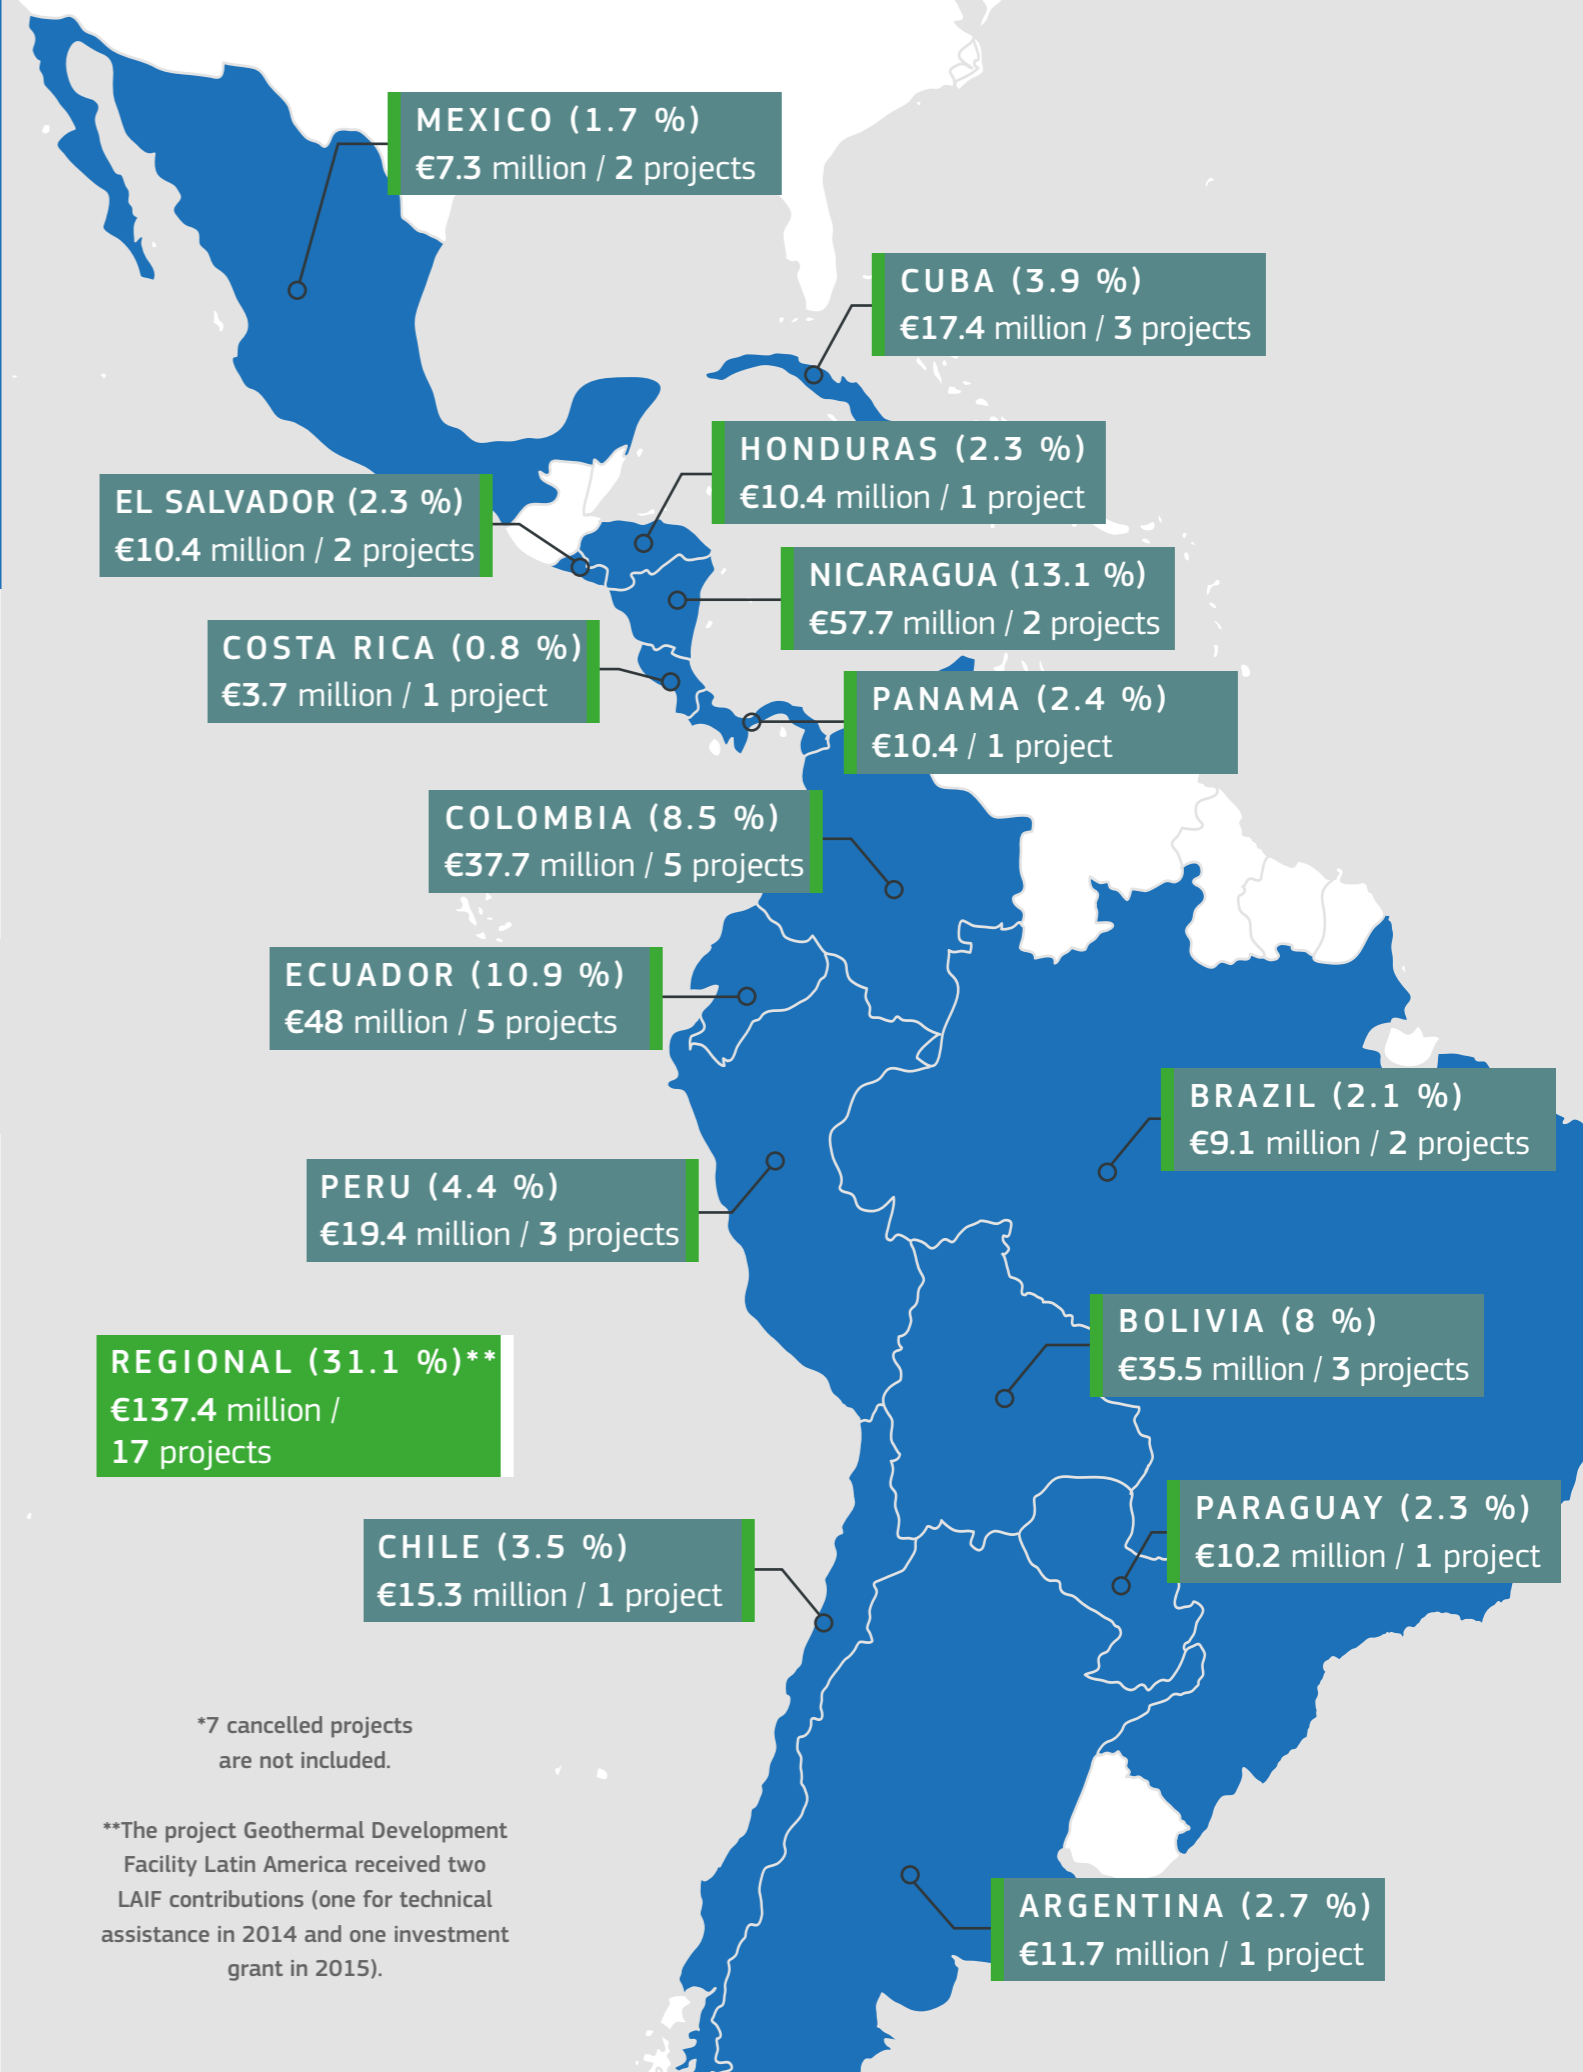 MEXICO (1.7 %)
€7.3 million / 2 projects
CUBA (3.9 %)
€17.4 million / 3 projects
HONDURAS (2.3 %)
€10.4 million / 1 project
EL SALVADOR (2.3 %)
€10.4 million / 2 projects
NICARAGUA (13.1 %)
€57.7 million / 2 projects
COSTA RICA (0.8 %)
€3.7 million / 1 project
PANAMA (2.4 %)
€10.4 / 1 project
COLOMBIA (8.5 %)
€37.7 million / 5 projects
ECUADOR (10.9 %)
€48 million / 5 projects
BRAZIL (2.1 %)
€9.1 million / 2 projects
PERU (4.4 %)
€19.4 million / 3 projects
BOLIVIA (8 %)
€35.5 million / 3 projects
REGIONAL (31.1 %)**
€137.4 million /
17 projects
PARAGUAY (2.3 %)
€10.2 million / 1 project
CHILE (3.5 %)
€15.3 million / 1 project
*7 cancelled projects
are not included.
**The project Geothermal Development
Facility Latin America received two
LAIF contributions (one for technical
assistance in 2014 and one investment
grant in 2015).
ARGENTINA (2.7 %)
€11.7 million / 1 project